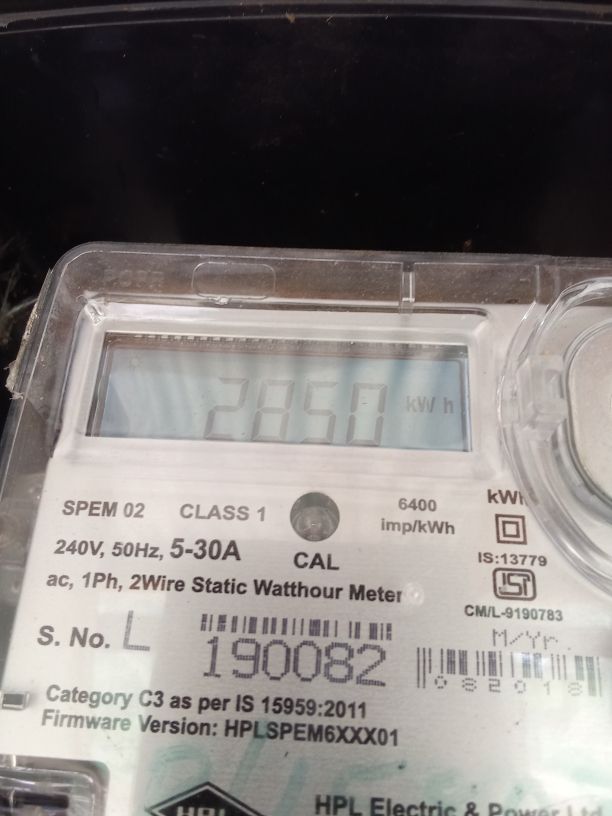 2850 kWh
SPEM 02 CLASS 1 6400 imp/kWh kWh
240V, 50Hz, 5-30A CAL IS:13779
ac, 1Ph, 2Wire Static Watthour Meter
CM/L-9190783
S. No. L 190082 M/Yr.
082018
Category C3 as per IS 15959:2011
Firmware Version: HPLSPEM6XXX01
HPL HPL Electric & Power Ltd